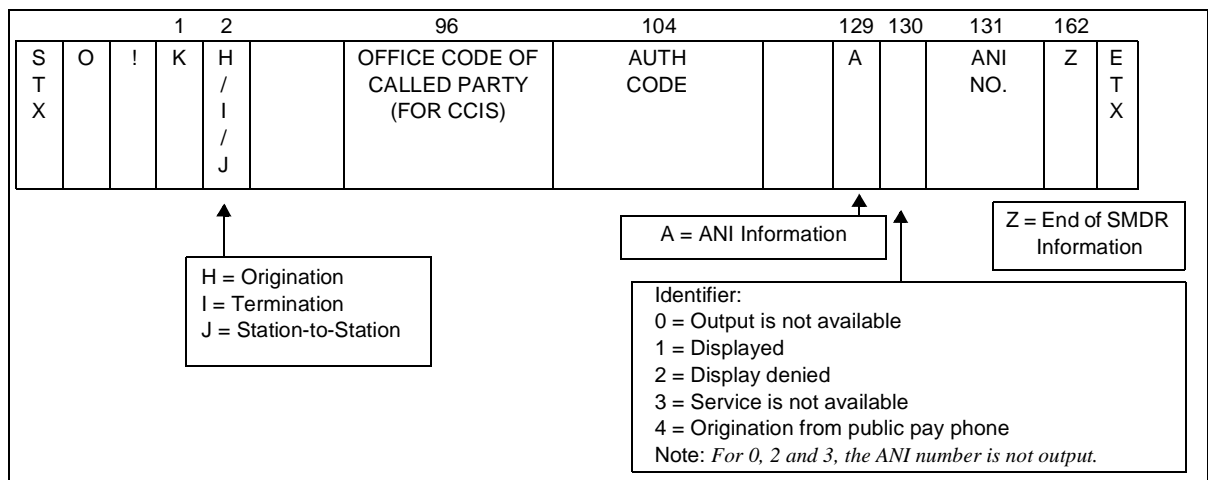 1 2 96 104 129 130 131 162
S O ! K H OFFICE CODE OF AUTH A ANI Z E
T / CALLED PARTY CODE NO. T
X I (FOR CCIS) X
/
J
A = ANI Information
Z = End of SMDR
Information
H = Origination
I = Termination
J = Station-to-Station
Identifier:
0 = Output is not available
1 = Displayed
2 = Display denied
3 = Service is not available
4 = Origination from public pay phone
Note: For 0, 2 and 3, the ANI number is not output.